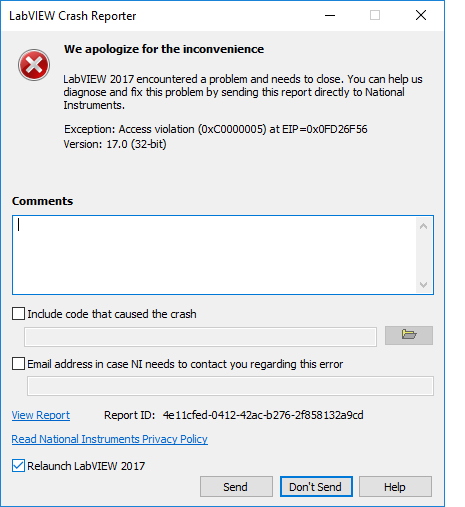 LabVIEW Crash Reporter
We apologize for the inconvenience
LabVIEW 2017 encountered a problem and needs to close. You can help us
diagnose and fix this problem by sending this report directly to National
Instruments.
Exception: Access violation (0xC0000005) at EIP=0x0FD26F56
Version: 17.0 (32-bit)
Comments
Include code that caused the crash
Email address in case NI needs to contact you regarding this error
View Report Report ID: 4e11cfed-0412-42ac-b276-2f858132a9cd
Read National Instruments Privacy Policy
Relaunch LabVIEW 2017
Send Don't Send Help